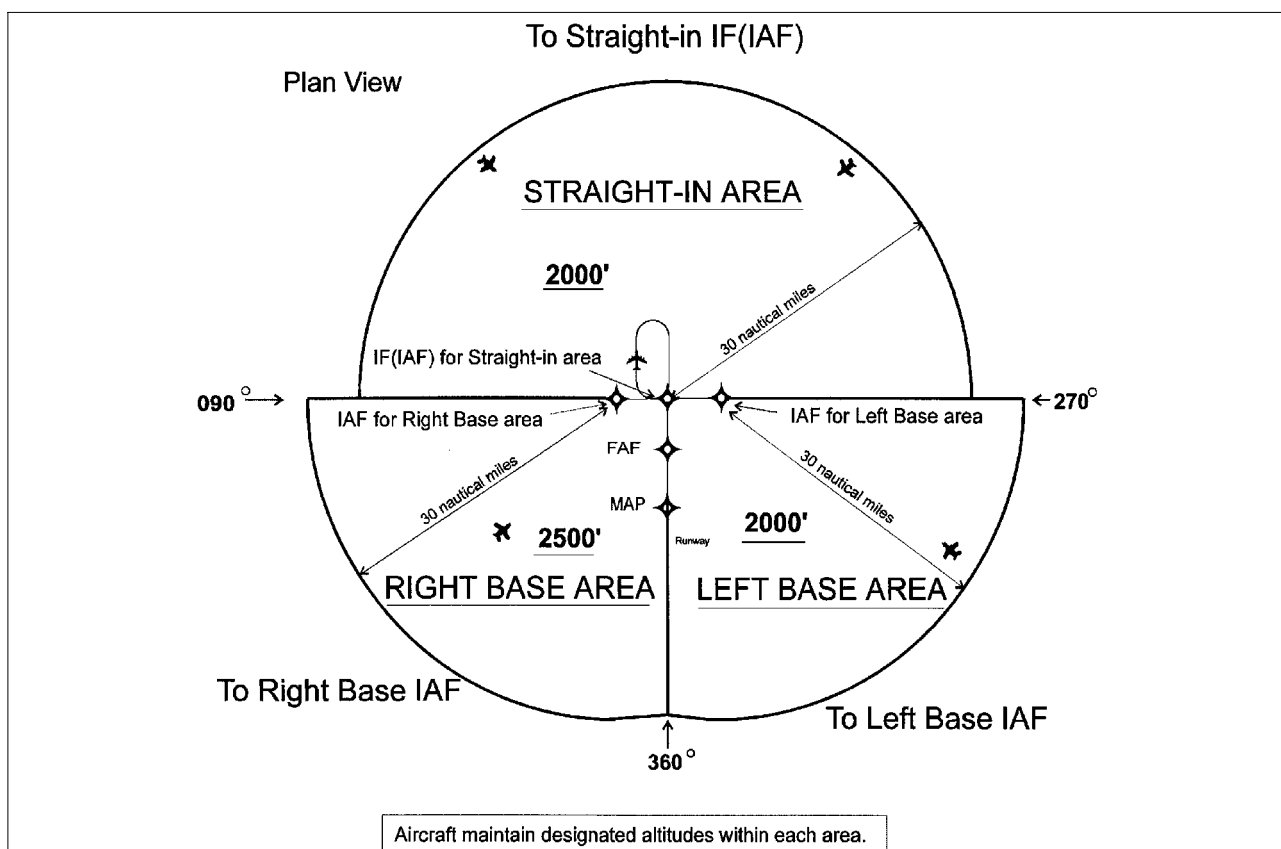 To Straight-in IF(IAF)
Plan View
STRAIGHT-IN AREA
2000'
30 nautical miles
IF(IAF) for Straight-in area
090°
270°
IAF for Right Base area
IAF for Left Base area
FAF
30 nautical miles
30 nautical miles
MAP
2500'
2000'
Runway
RIGHT BASE AREA
LEFT BASE AREA
To Right Base IAF
To Left Base IAF
360°
Aircraft maintain designated altitudes within each area.